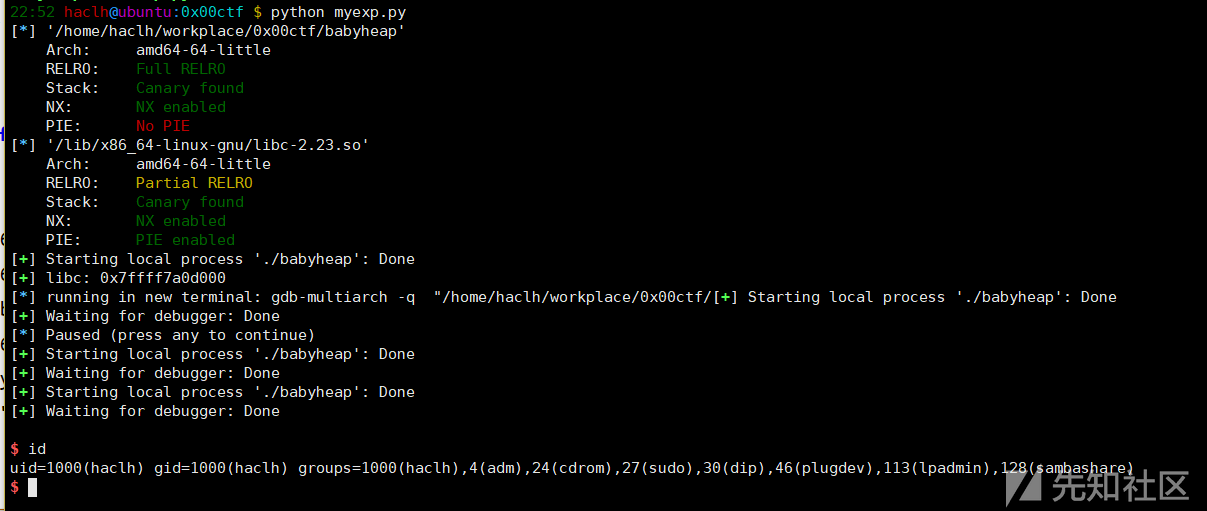 22:52 haclh@ubuntu:0x00ctf $ python myexp.py
[*] '/home/haclh/workplace/0x00ctf/babyheap'
    Arch:     amd64-64-little
    RELRO:    Full RELRO
    Stack:    Canary found
    NX:       NX enabled
    PIE:      No PIE
[*] '/lib/x86_64-linux-gnu/libc-2.23.so'
    Arch:     amd64-64-little
    RELRO:    Partial RELRO
    Stack:    Canary found
    NX:       NX enabled
    PIE:      PIE enabled
[+] Starting local process './babyheap': Done
[+] libc: 0x7ffff7a0d000
[*] running in new terminal: gdb-multiarch -q  "/home/haclh/workplace/0x00ctf/[+] Starting local process './babyheap': Done
[+] Waiting for debugger: Done
[*] Paused (press any to continue)
[+] Starting local process './babyheap': Done
[+] Waiting for debugger: Done
[+] Starting local process './babyheap': Done
[+] Waiting for debugger: Done
$ id
uid=1000(haclh) gid=1000(haclh) groups=1000(haclh),4(adm),24(cdrom),27(sudo),30(dip),46(plugdev),113(lpadmin),128(sambashare)
$
先知社区